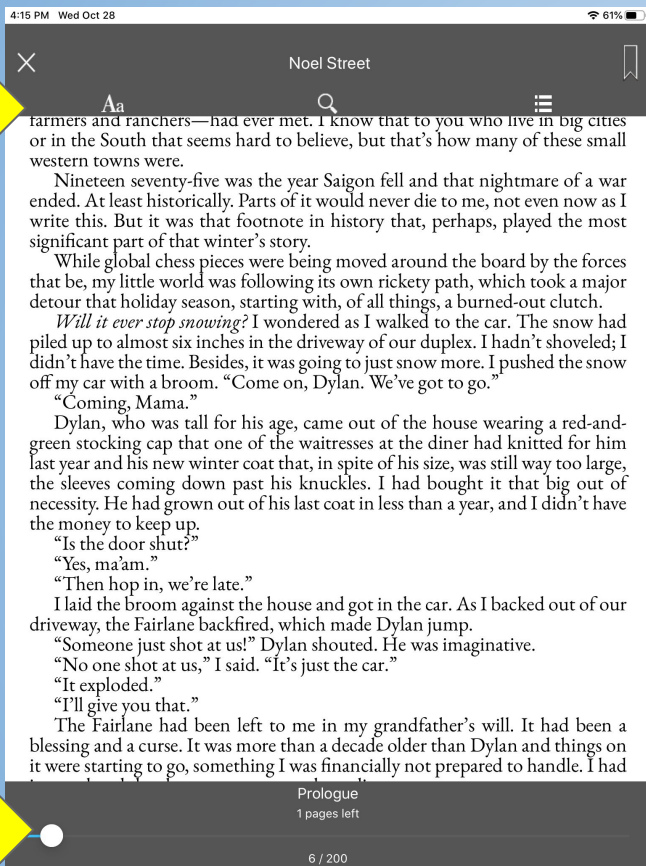 4:15 PM Wed Oct 28
61%
Noel Street
Aa
farmers and ranchers—had ever met. I know that to you who live in big cities
or in the South that seems hard to believe, but that’s how many of these small
western towns were.
Nineteen seventy-five was the year Saigon fell and that nightmare of a war
ended. At least historically. Parts of it would never die to me, not even now as I
write this. But it was that footnote in history that, perhaps, played the most
significant part of that winter’s story.
While global chess pieces were being moved around the board by the forces
that be, my little world was following its own rickety path, which took a major
detour that holiday season, starting with, of all things, a burned-out clutch.
Will it ever stop snowing? I wondered as I walked to the car. The snow had
piled up to almost six inches in the driveway of our duplex. I hadn’t shoveled; I
didn’t have the time. Besides, it was going to just snow more. I pushed the snow
off my car with a broom. “Come on, Dylan. We’ve got to go.”
“Coming, Mama.”
Dylan, who was tall for his age, came out of the house wearing a red-and-
green stocking cap that one of the waitresses at the diner had knitted for him
last year and his new winter coat that, in spite of his size, was still way too large,
the sleeves coming down past his knuckles. I had bought it that big out of
necessity. He had grown out of his last coat in less than a year, and I didn’t have
the money to keep up.
“Is the door shut?”
“Yes, ma’am.”
“Then hop in, we’re late.”
I laid the broom against the house and got in the car. As I backed out of our
driveway, the Fairlane backfired, which made Dylan jump.
“Someone just shot at us!” Dylan shouted. He was imaginative.
“No one shot at us,” I said. “It’s just the car.”
“It exploded.”
“I’ll give you that.”
The Fairlane had been left to me in my grandfather’s will. It had been a
blessing and a curse. It was more than a decade older than Dylan and things on
it were starting to go, something I was financially not prepared to handle. I had
Prologue
1 pages left
6 / 200